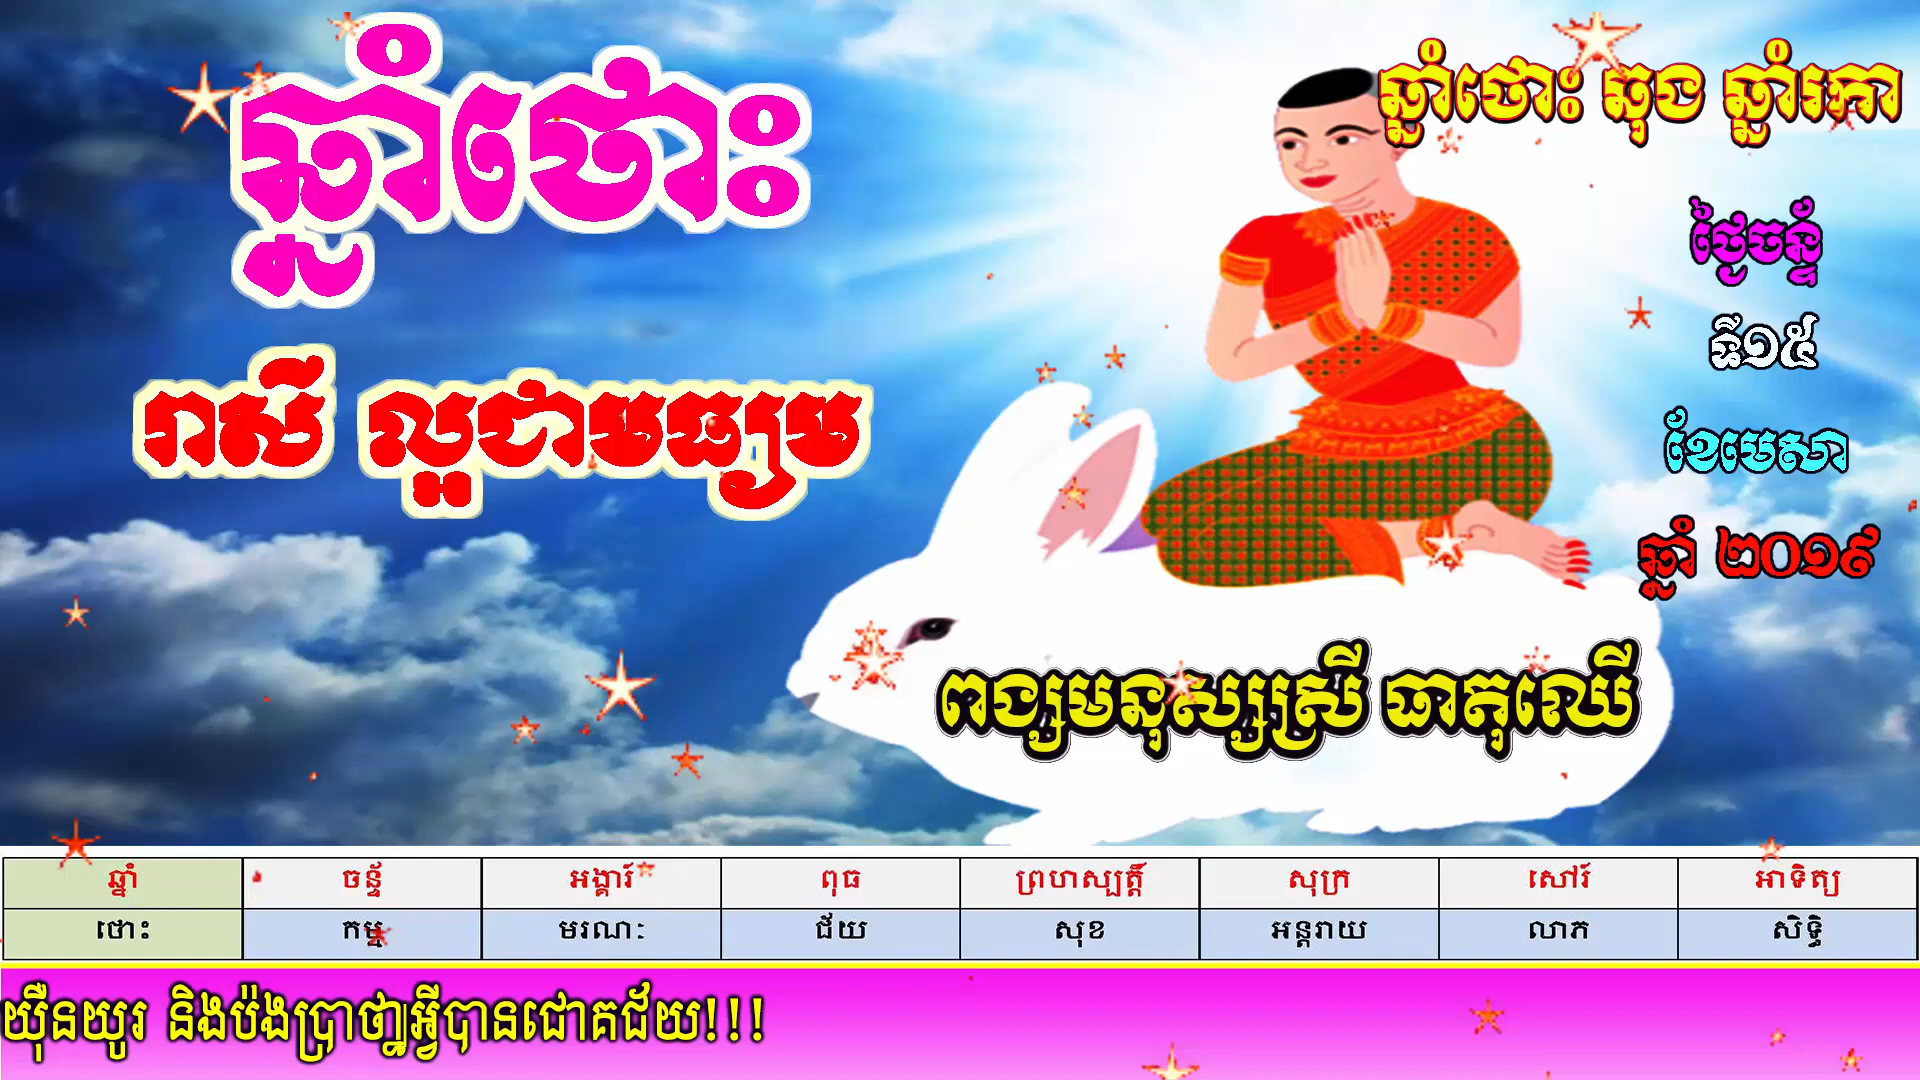 ឆ្នាំថោះ
រាសី ល្អជាមធ្យម
ឆ្នាំថោះ ឆុង ឆ្នាំរកា
ថ្ងៃចន្ទ័
ទី១៥
ខែមេសា
ឆ្នាំ ២០១៩
ពង្សមនុស្សស្រី ធាតុឈើ
ឆ្នាំ ចន្ទ័ អង្គារ៍ ពុធ ព្រហស្បត្តិ៍ សុក្រ សៅរ៍ អាទិត្យ
ថោះ កម្ម មរណៈ ជ័យ សុខ អន្តរាយ លាភ សិទ្ធិ
យ៉ឺនយូរ និងប៉ងប្រាថ្នាអ្វីបានជោគជ័យ!!!